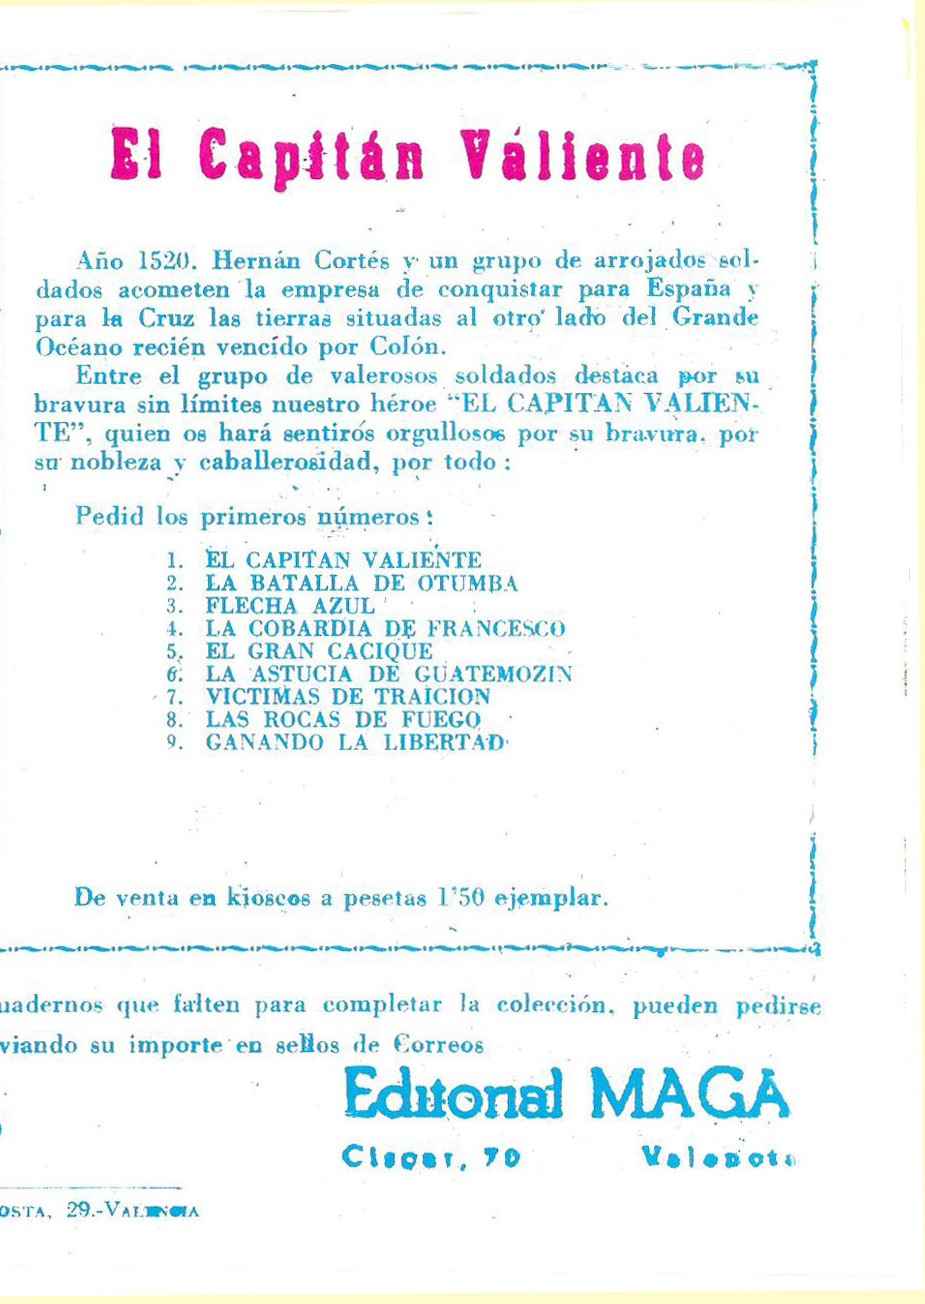 El Capitán Valiente
Año 1520. Hernán Cortés y un grupo de arrojados sol-
dados acometen la empresa de conquistar para España y
para la Cruz las tierras situadas al otro lado del Grande
Océano recién vencído por Colón.
Entre el grupo de valerosos soldados destaca por su
bravura sin límites nuestro héroe "EL CAPITAN VALIEN-
TE", quien os hará sentirós orgullosos por su bravura, por
su nobleza y caballerosidad, por todo:
Pedid los primeros números:
1. EL CAPITAN VALIENTE
2. LA BATALLA DE OTUMBA
3. FLECHA AZUL
4. LA COBARDIA DE FRANCESCO
5. EL GRAN CACIQUE
6. LA ASTUCIA DE GUATEMOZIN
7. VICTIMAS DE TRAICION
8. LAS ROCAS DE FUEGO
9. GANANDO LA LIBERTAD
De venta en kioscos a pesetas 1'50 ejemplar.
uadernos que falten para completar la colección, pueden pedirse
viando su importe en sellos de Correos
Editorial MAGA
Ciscar, 70 Valencia
OSTA, 29.-VALENCIA